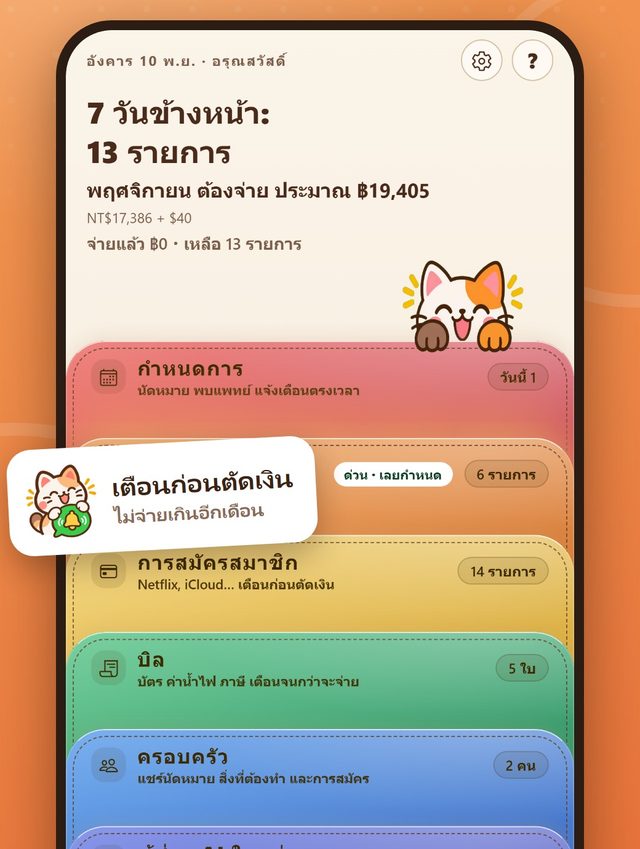 อังคาร 10 พ.ย. · อรุณสวัสดิ์
?
7 วันข้างหน้า:
13 รายการ
พฤศจิกายน ต้องจ่าย ประมาณ ฿19,405
NT$17,386 + $40
จ่ายแล้ว ฿0 · เหลือ 13 รายการ
กำหนดการ
วันนี้ 1
นัดหมาย พบแพทย์ แจ้งเตือนตรงเวลา
ด่วน · เลยกำหนด
6 รายการ
เตือนก่อนตัดเงิน
ไม่จ่ายเกินอีกเดือน
การสมัครสมาชิก
14 รายการ
Netflix, iCloud… เตือนก่อนตัดเงิน
บิล
5 ใบ
บัตร ค่าน้ำไฟ ภาษี เตือนจนกว่าจะจ่าย
ครอบครัว
2 คน
แชร์นัดหมาย สิ่งที่ต้องทำ และการสมัคร